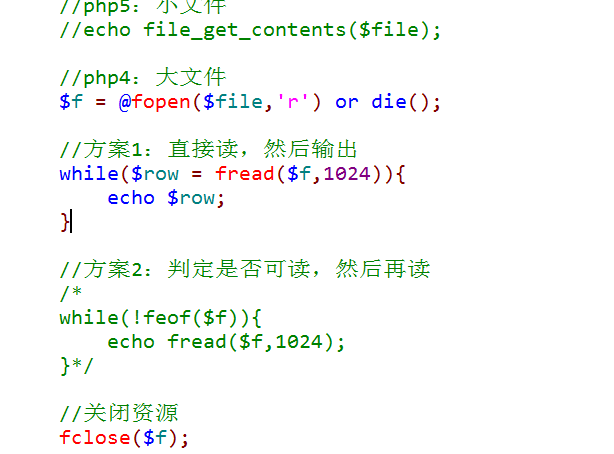 //php5：小文件
//echo file_get_contents($file);
//php4：大文件
$f = @fopen($file,'r') or die();
//方案1：直接读，然后输出
while($row = fread($f,1024)){
echo $row;
}
//方案2：判定是否可读，然后再读
/*
while(!feof($f)){
echo fread($f,1024);
}*/
//关闭资源
fclose($f);